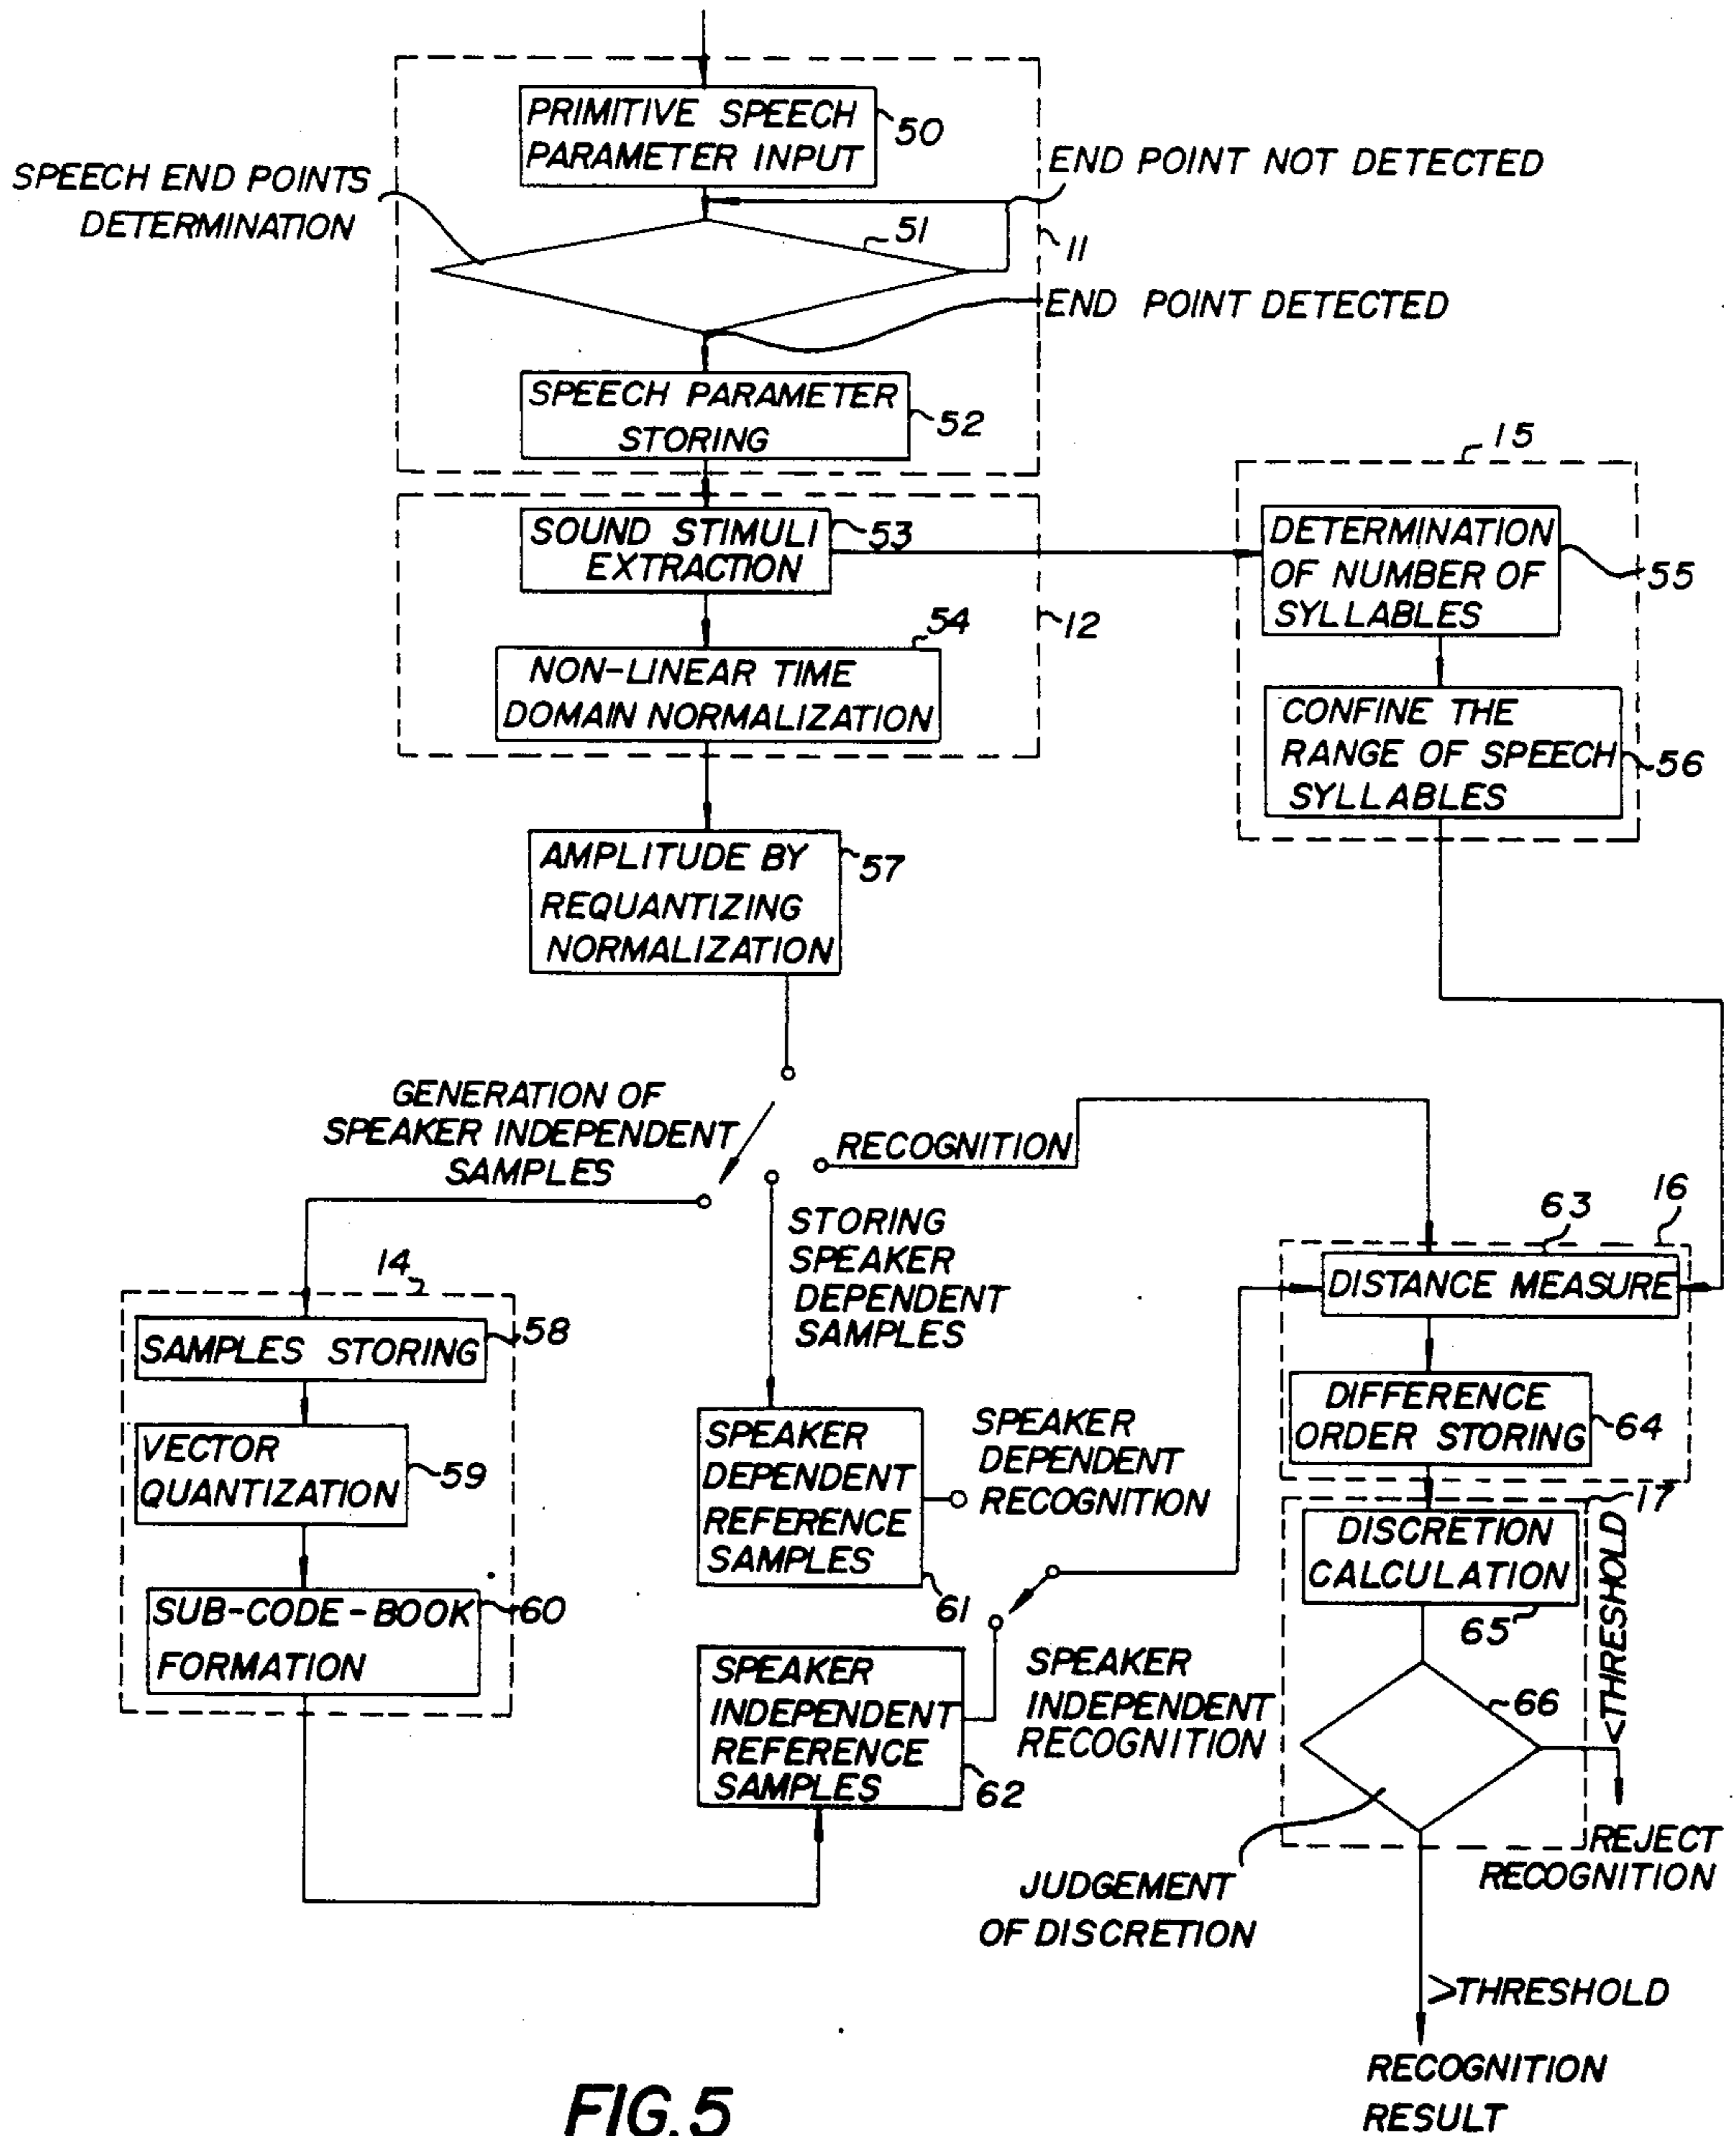 PRIMITIVE SPEECH
PARAMETER INPUT
50
SPEECH END POINTS
DETERMINATION
END POINT NOT DETECTED
51
11
END POINT DETECTED
SPEECH PARAMETER
STORING
52
15
SOUND STIMULI
EXTRACTION
53
DETERMINATION
OF NUMBER OF
SYLLABLES
55
12
54
NON-LINEAR TIME
DOMAIN NORMALIZATION
CONFINE THE
RANGE OF SPEECH
SYLLABLES
56
AMPLITUDE BY
REQUANTIZING
NORMALIZATION
57
GENERATION OF
SPEAKER INDEPENDENT
SAMPLES
RECOGNITION
STORING
SPEAKER
DEPENDENT
SAMPLES
16
63
DISTANCE MEASURE
14
SAMPLES STORING
58
DIFFERENCE
ORDER STORING
64
VECTOR
QUANTIZATION
59
SPEAKER
DEPENDENT
REFERENCE
SAMPLES
61
SPEAKER
DEPENDENT
RECOGNITION
17
DISCRETION
CALCULATION
65
<THRESHOLD
SUB-CODE-BOOK
FORMATION
60
SPEAKER
INDEPENDENT
REFERENCE
SAMPLES
62
SPEAKER
INDEPENDENT
RECOGNITION
66
REJECT
RECOGNITION
JUDGEMENT
OF DISCRETION
>THRESHOLD
RECOGNITION
RESULT
FIG.5